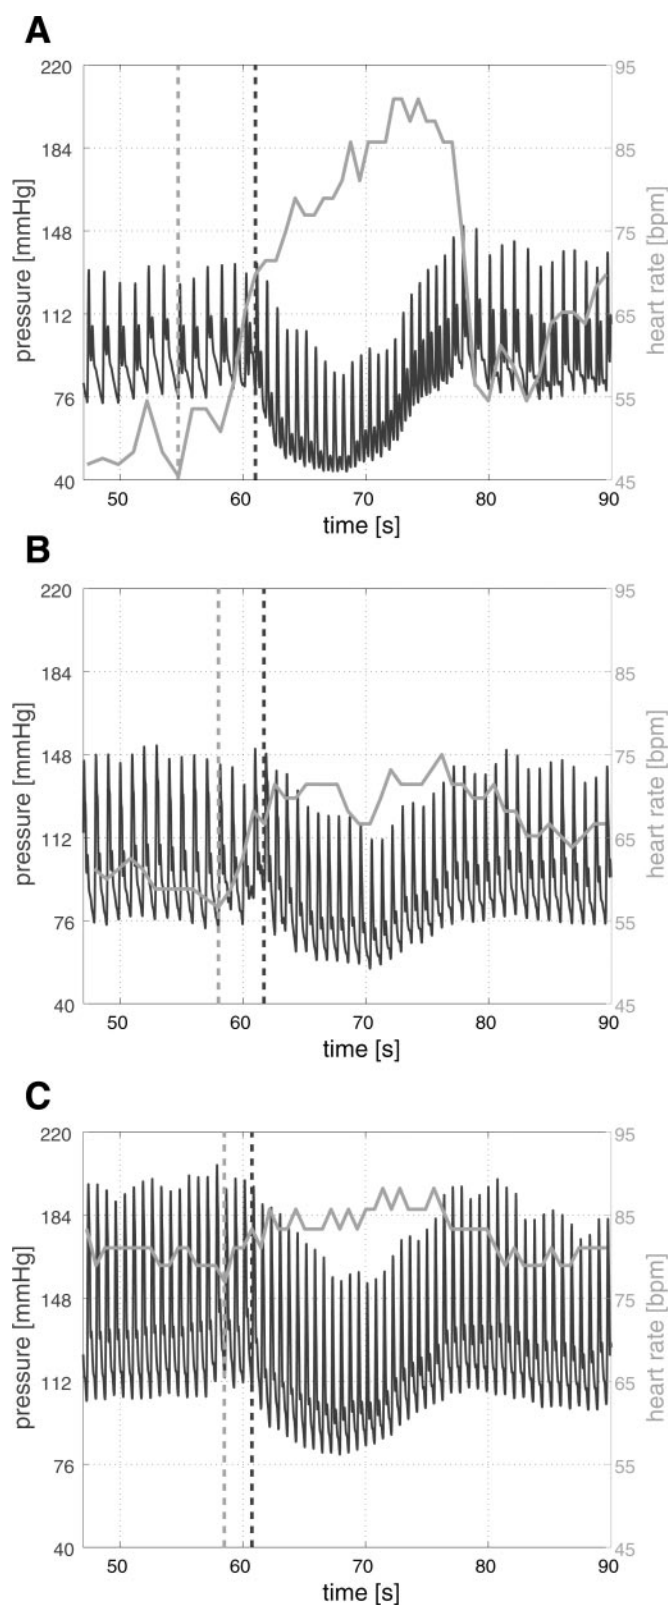 A
220
184
148
112
76
40
pressure [mmHg]
95
85
75
65
55
45
heart rate [bpm]
50 60 70 80 90
time [s]
B
220
184
148
112
76
40
pressure [mmHg]
95
85
75
65
55
45
heart rate [bpm]
50 60 70 80 90
time [s]
C
220
184
148
112
76
40
pressure [mmHg]
95
85
75
65
55
45
heart rate [bpm]
50 60 70 80 90
time [s]